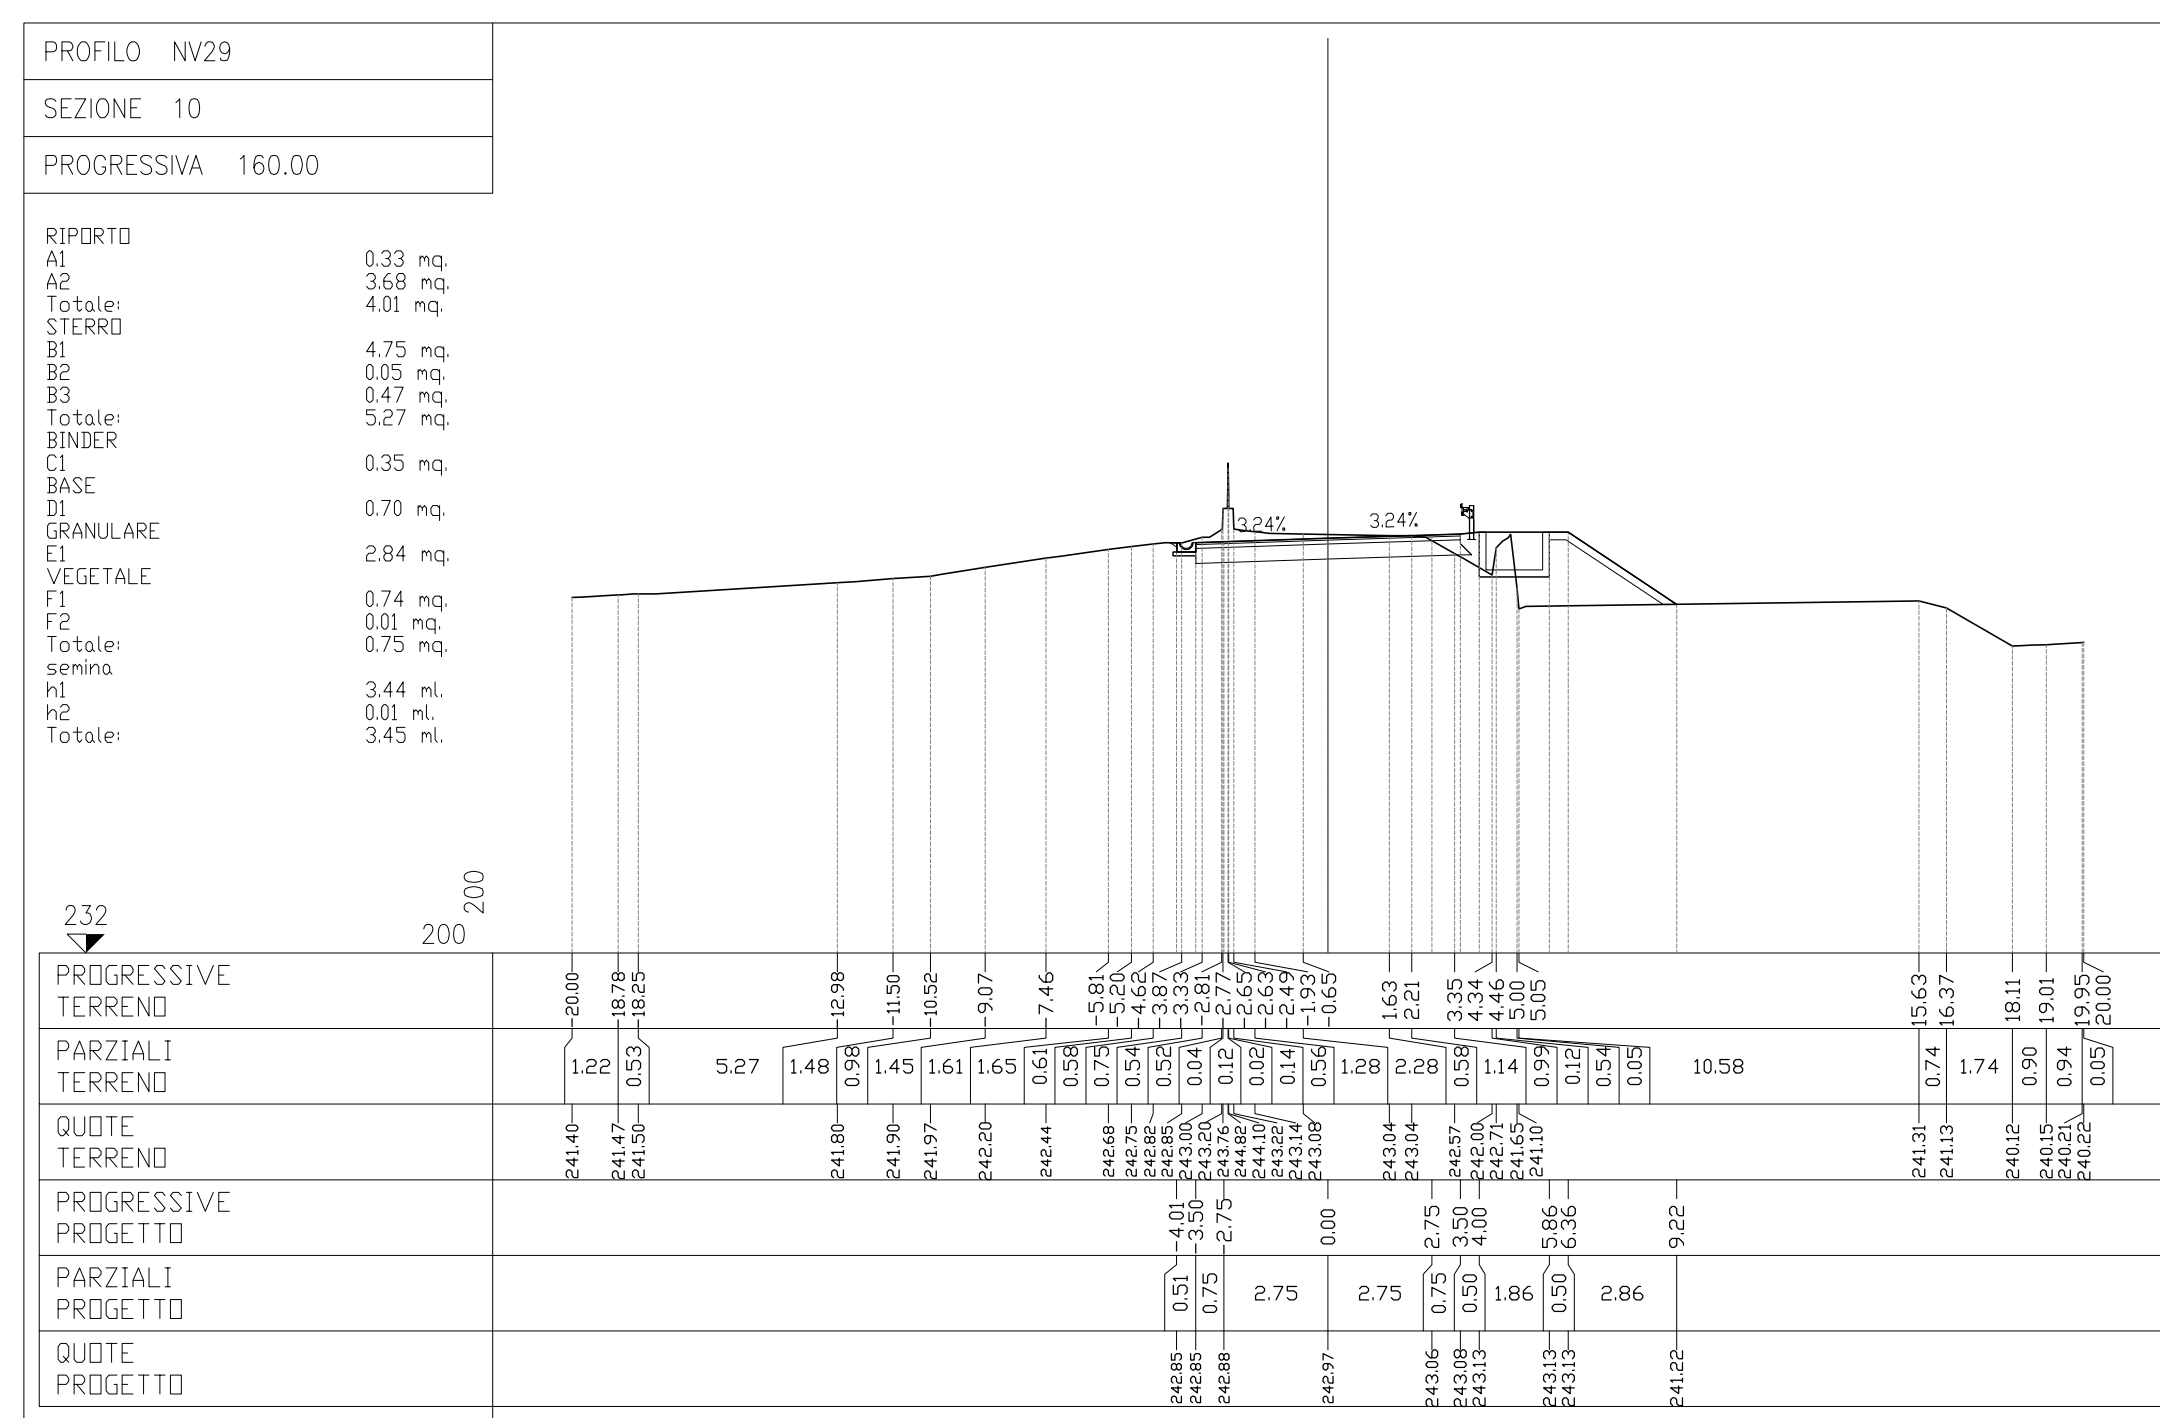 PROFILO NV29
SEZIONE 10
PROGRESSIVA 160.00
RIPORTO
A1 0.33 mq.
A2 3.68 mq.
Totale: 4.01 mq.
STERRO
B1 4.75 mq.
B2 0.05 mq.
B3 0.47 mq.
Totale: 5.27 mq.
BINDER
C1 0.35 mq.
BASE
D1 0.70 mq.
GRANULARE
E1 2.84 mq.
VEGETALE
F1 0.74 mq.
F2 0.01 mq.
Totale: 0.75 mq.
semina
h1 3.44 ml.
h2 0.01 ml.
Totale: 3.45 ml.
3.24% 3.24%
232
200
200
PROGRESSIVE
TERRENO
-20.00 -18.78 -18.25 -12.98 -11.50 -10.52 -9.07 -7.46 -5.81 -5.20 -4.62 -3.87 -3.33 -2.81 -2.77 -2.65 -2.63 -2.49 -1.93 -0.65 1.63 2.21 3.35 4.34 4.46 5.00 5.05 15.63 16.37 18.11 19.01 19.95 20.00
PARZIALI
TERRENO
1.22 0.53 5.27 1.48 0.98 1.45 1.61 1.65 0.61 0.58 0.75 0.54 0.52 0.04 0.12 0.02 0.14 0.56 1.28 2.28 0.58 1.14 0.99 0.12 0.54 0.05 10.58 0.74 1.74 0.90 0.94 0.05
QUOTE
TERRENO
241.40 241.47 241.50 241.80 241.90 241.97 242.20 242.44 242.68 242.75 242.82 242.85 243.00 243.20 243.76 244.82 244.10 243.22 243.14 243.08 243.04 243.04 242.57 242.00 242.71 241.65 241.10 241.31 241.13 240.12 240.15 240.21 240.22
PROGRESSIVE
PROGETTO
-4.01 -3.50 -2.75 0.00 2.75 3.50 4.00 5.86 6.36 9.22
PARZIALI
PROGETTO
0.51 0.75 2.75 2.75 0.75 0.50 1.86 0.50 2.86
QUOTE
PROGETTO
242.85 242.85 242.88 242.97 243.06 243.08 243.13 243.13 243.13 241.22